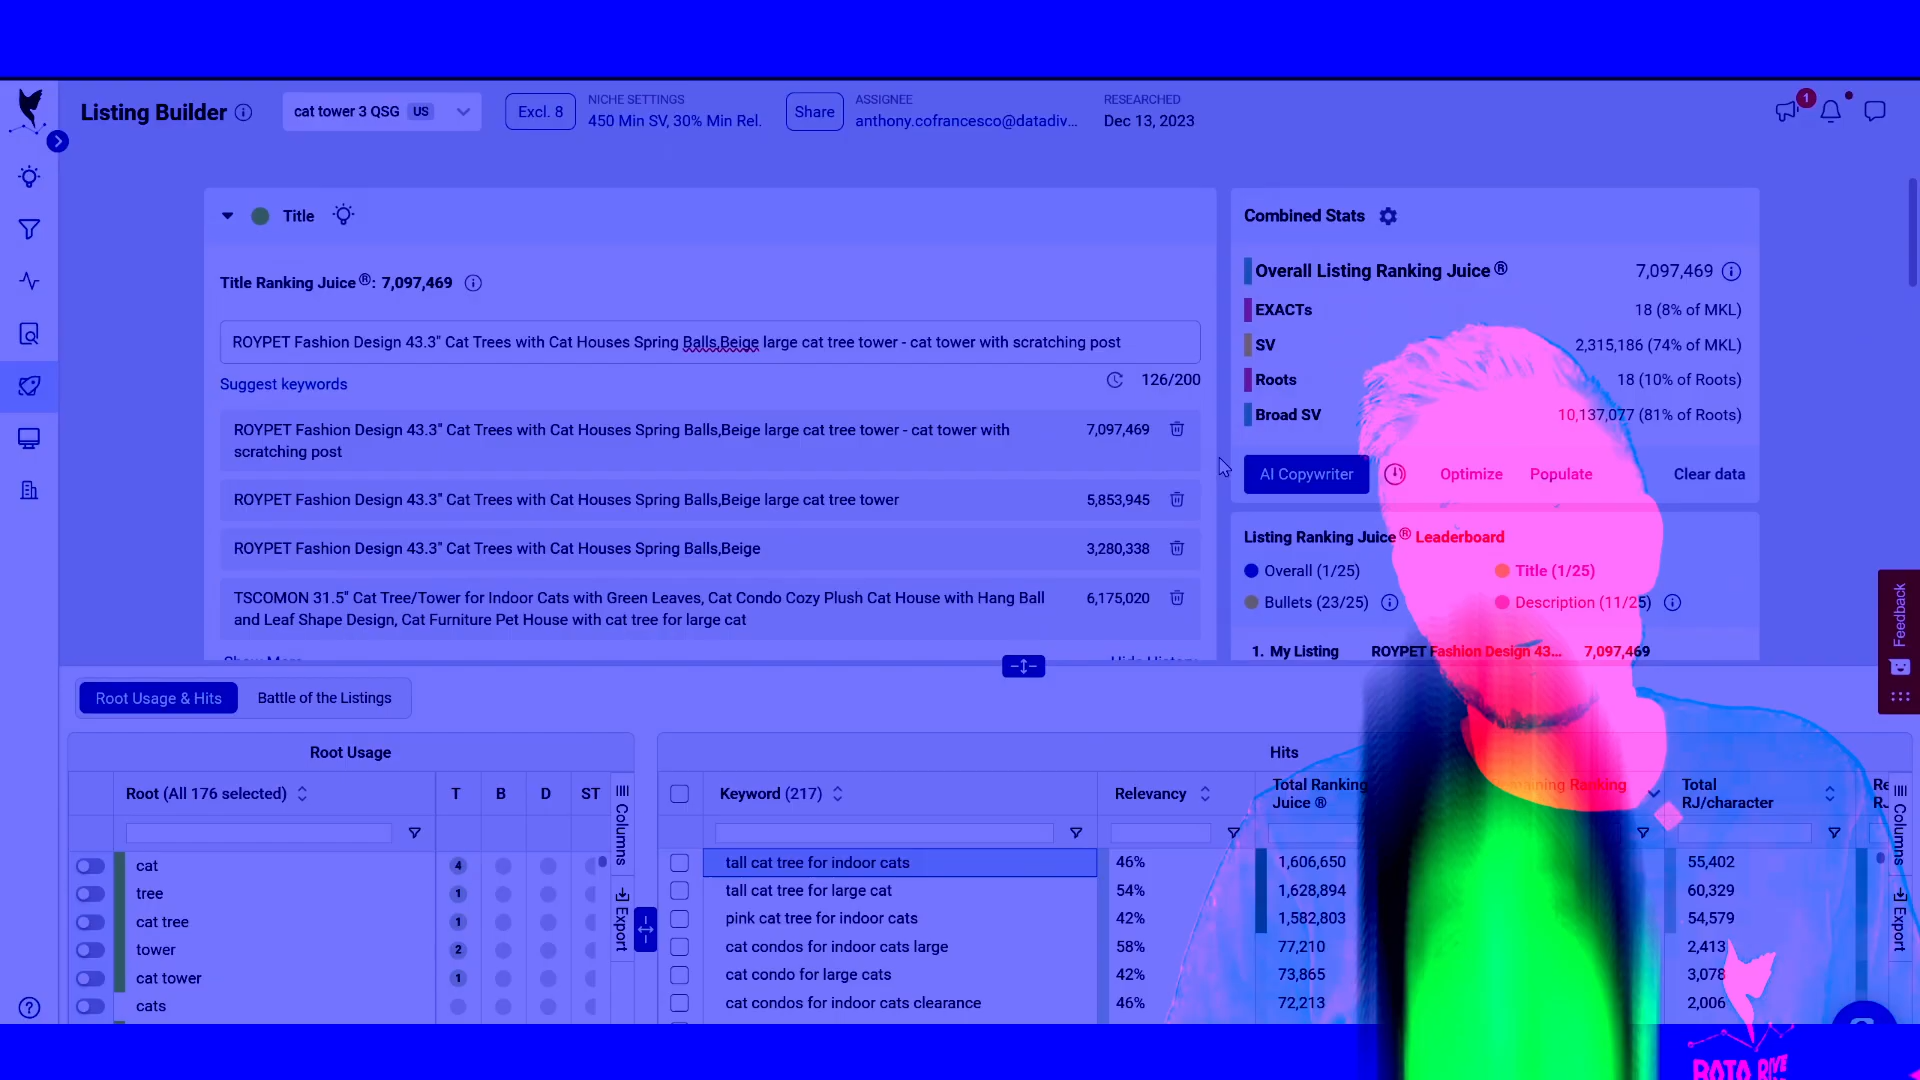 Listing Builder
cat tower 3 QSG US
Excl. 8
NICHE SETTINGS
450 Min SV, 30% Min Rel.
Share
ASSIGNEE
anthony.cofrancesco@datadiv...
RESEARCHED
Dec 13, 2023
1
Title
Title Ranking Juice®: 7,097,469
ROYPET Fashion Design 43.3" Cat Trees with Cat Houses Spring Balls,Beige large cat tree tower - cat tower with scratching post
Suggest keywords
126/200
ROYPET Fashion Design 43.3" Cat Trees with Cat Houses Spring Balls,Beige large cat tree tower - cat tower with
scratching post
7,097,469
ROYPET Fashion Design 43.3" Cat Trees with Cat Houses Spring Balls,Beige large cat tree tower
5,853,945
ROYPET Fashion Design 43.3" Cat Trees with Cat Houses Spring Balls,Beige
3,280,338
TSCOMON 31.5" Cat Tree/Tower for Indoor Cats with Green Leaves, Cat Condo Cozy Plush Cat House with Hang Ball
and Leaf Shape Design, Cat Furniture Pet House with cat tree for large cat
6,175,020
Combined Stats
Overall Listing Ranking Juice® 7,097,469
EXACTs 18 (8% of MKL)
SV 2,315,186 (74% of MKL)
Roots 18 (10% of Roots)
Broad SV 10,137,077 (81% of Roots)
AI Copywriter Optimize Populate Clear data
Listing Ranking Juice® Leaderboard
Overall (1/25) Title (1/25)
Bullets (23/25) Description (11/25)
1. My Listing ROYPET Fashion Design 43... 7,097,469
Feedback
Root Usage & Hits Battle of the Listings
Root Usage
Root (All 176 selected) T B D ST
Columns
Export
cat 4
tree 1
cat tree 1
tower 2
cat tower 1
cats
Hits
Keyword (217) Relevancy Total Ranking Juice ® Ranking Total RJ/character
Columns
Export
tall cat tree for indoor cats 46% 1,606,650 55,402
tall cat tree for large cat 54% 1,628,894 60,329
pink cat tree for indoor cats 42% 1,582,803 54,579
cat condos for indoor cats large 58% 77,210 2,413
cat condo for large cats 42% 73,865 3,078
cat condos for indoor cats clearance 46% 72,213 2,006